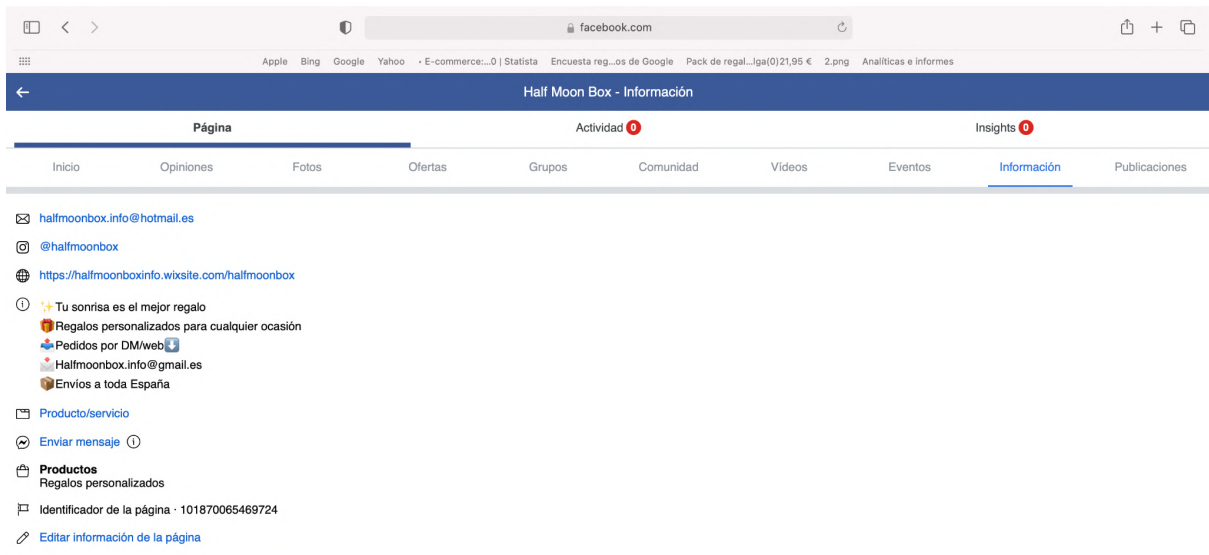 facebook.com
Apple Bing Google Yahoo • E-commerce:...0 | Statista Encuesta reg...os de Google Pack de regal...lga(0)21,95 € 2.png Analíticas e informes
Half Moon Box - Información
Página Actividad 0 Insights 0
Inicio Opiniones Fotos Ofertas Grupos Comunidad Vídeos Eventos Información Publicaciones
halfmoonbox.info@hotmail.es
@halfmoonbox
https://halfmoonboxinfo.wixsite.com/halfmoonbox
✨Tu sonrisa es el mejor regalo
🎁Regalos personalizados para cualquier ocasión
📥Pedidos por DM/web⬇️
📩Halfmoonbox.info@gmail.es
📦Envíos a toda España
Producto/servicio
Enviar mensaje
Productos
Regalos personalizados
Identificador de la página · 101870065469724
Editar información de la página